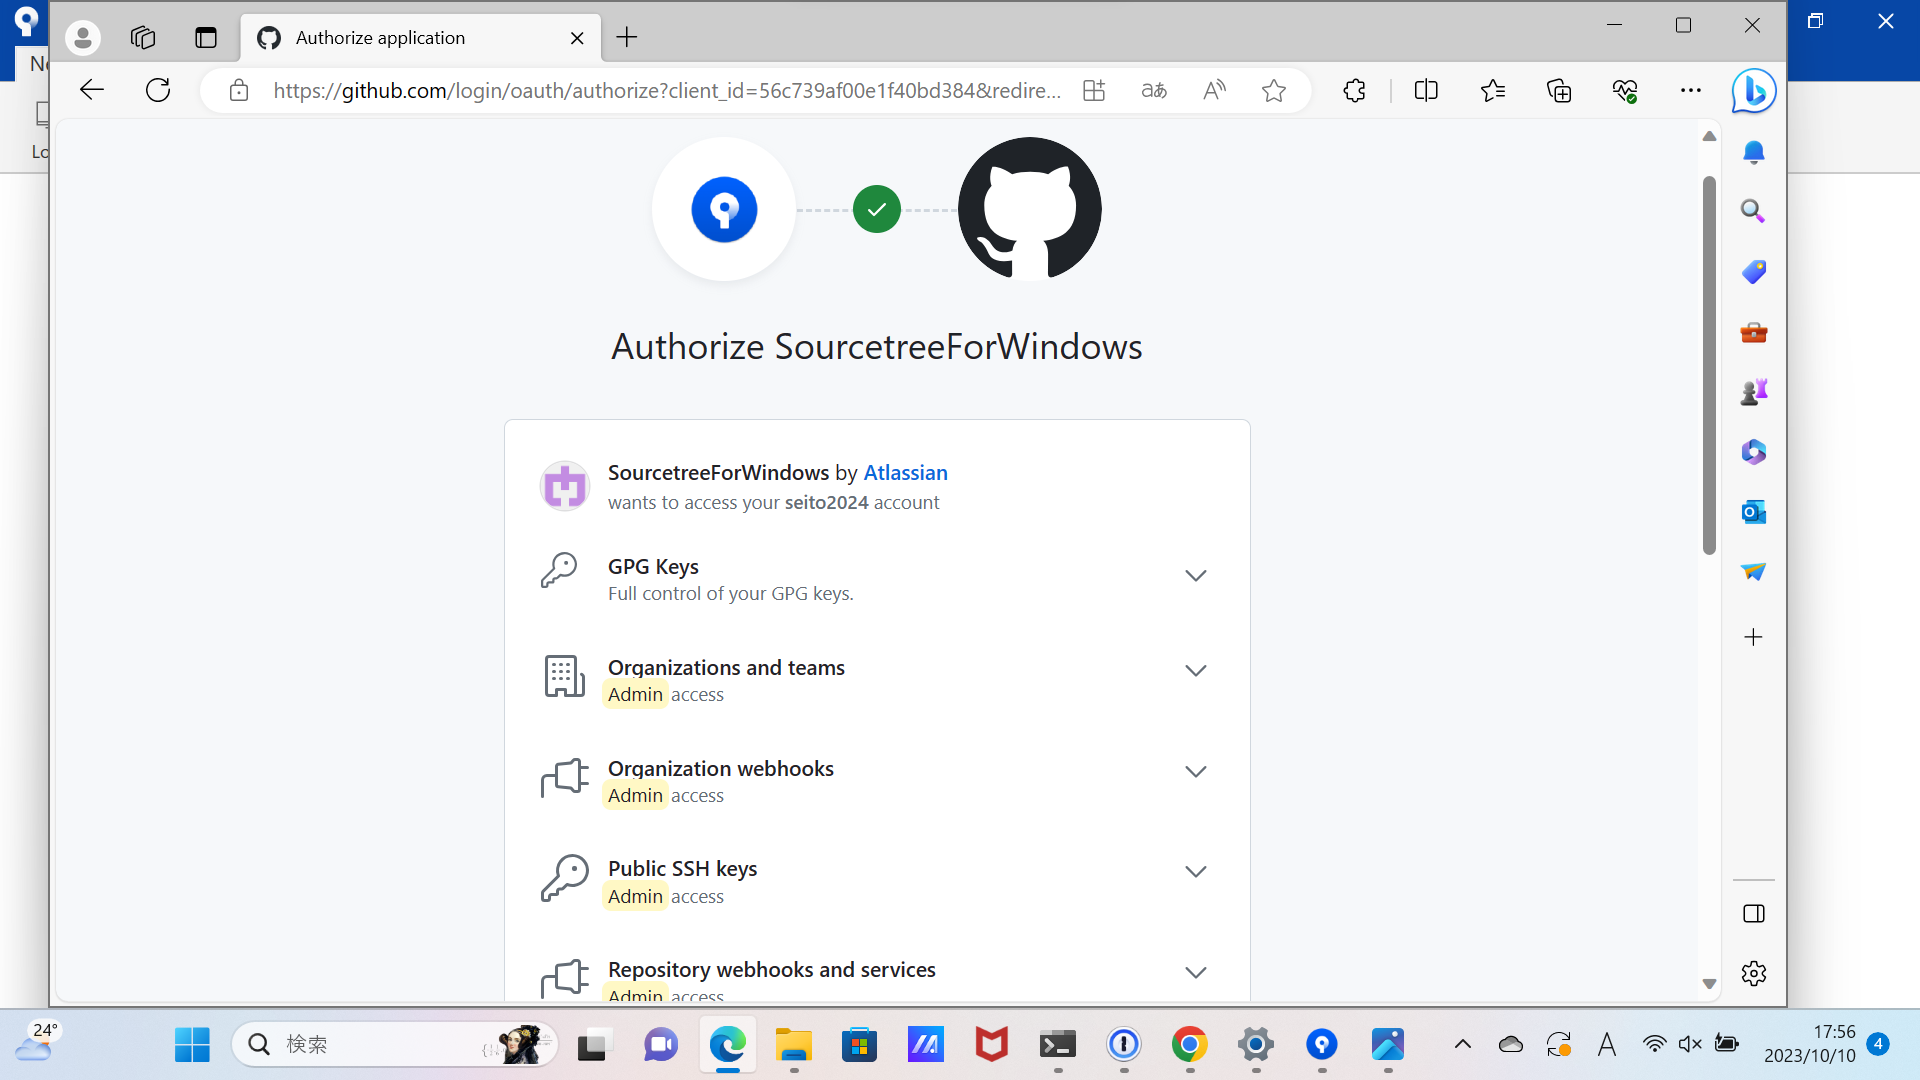 Authorize application
https://github.com/login/oauth/authorize?client_id=56c739af00e1f40bd384&redire...
Authorize SourcetreeForWindows
SourcetreeForWindows by Atlassian
wants to access your seito2024 account
GPG Keys
Full control of your GPG keys.
Organizations and teams
Admin access
Organization webhooks
Admin access
Public SSH keys
Admin access
Repository webhooks and services
Admin access
24°
検索
A
17:56
2023/10/10
4